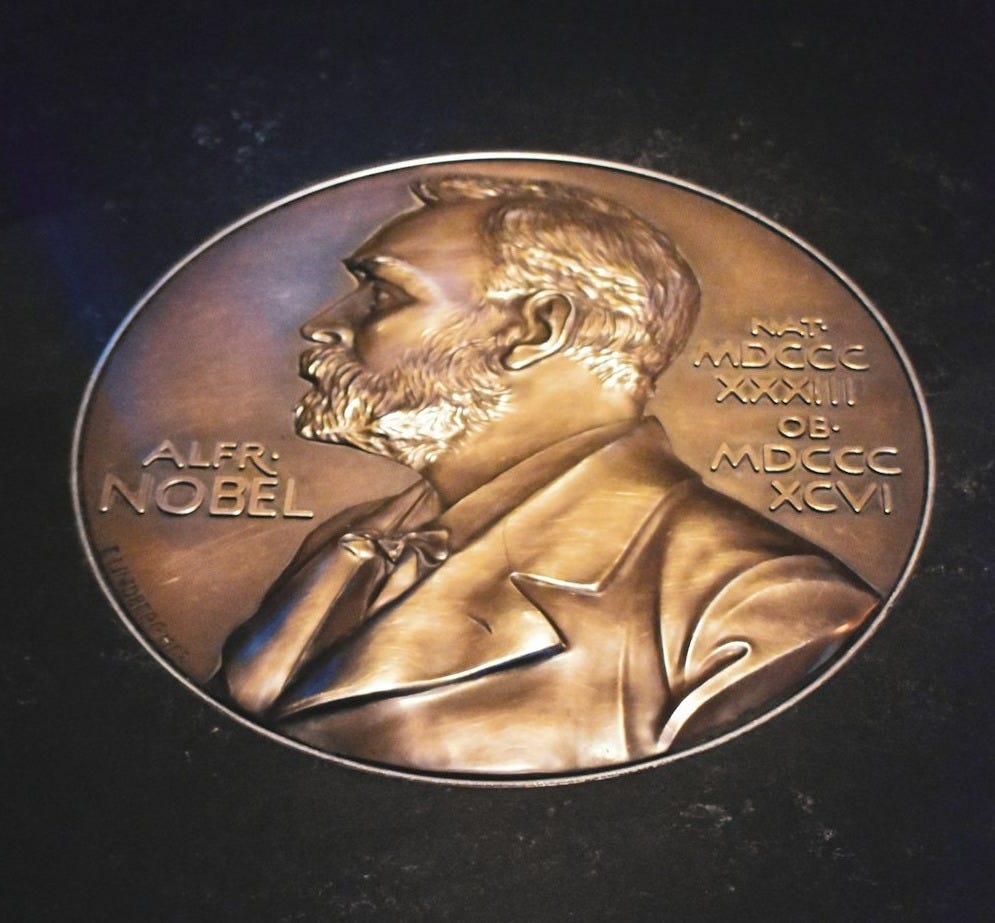 ALFR·
NOBEL
NAT·
MDCCC
XXXIII
OB·
MDCCC
XCVI